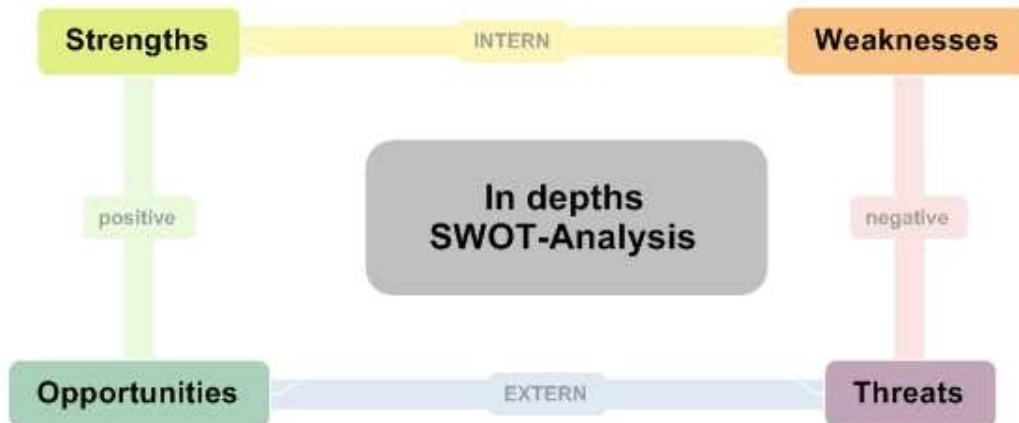 Strengths
INTERN
Weaknesses
positive
In depths
SWOT-Analysis
negative
Opportunities
EXTERN
Threats